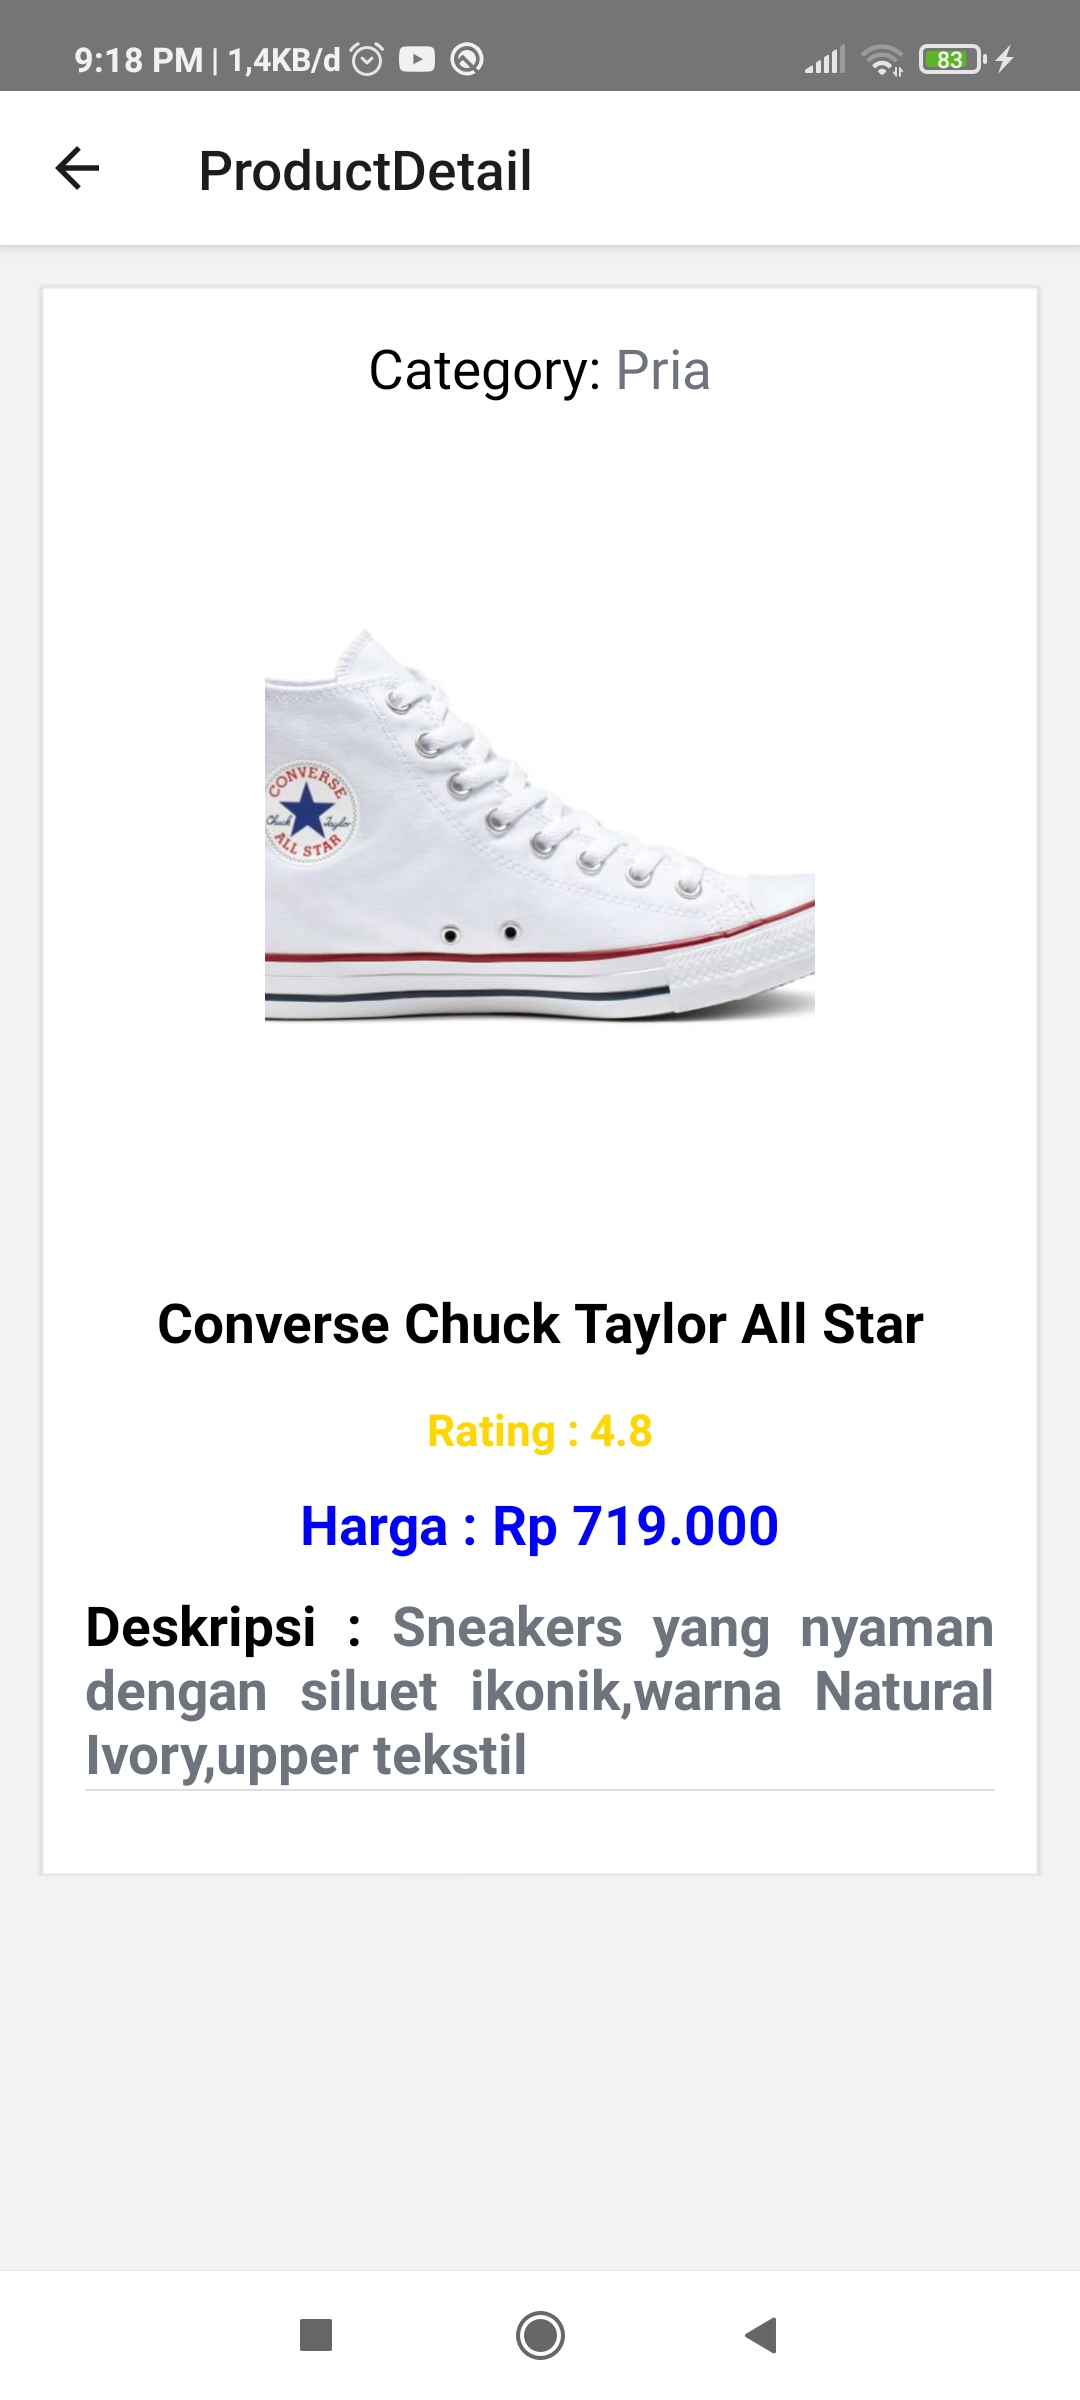 9:18 PM | 1,4KB/d
83
ProductDetail
Category: Pria
CONVERSE
Chuck Taylor
ALL STAR
Converse Chuck Taylor All Star
Rating : 4.8
Harga : Rp 719.000
Deskripsi : Sneakers yang nyaman
dengan siluet ikonik,warna Natural
Ivory,upper tekstil